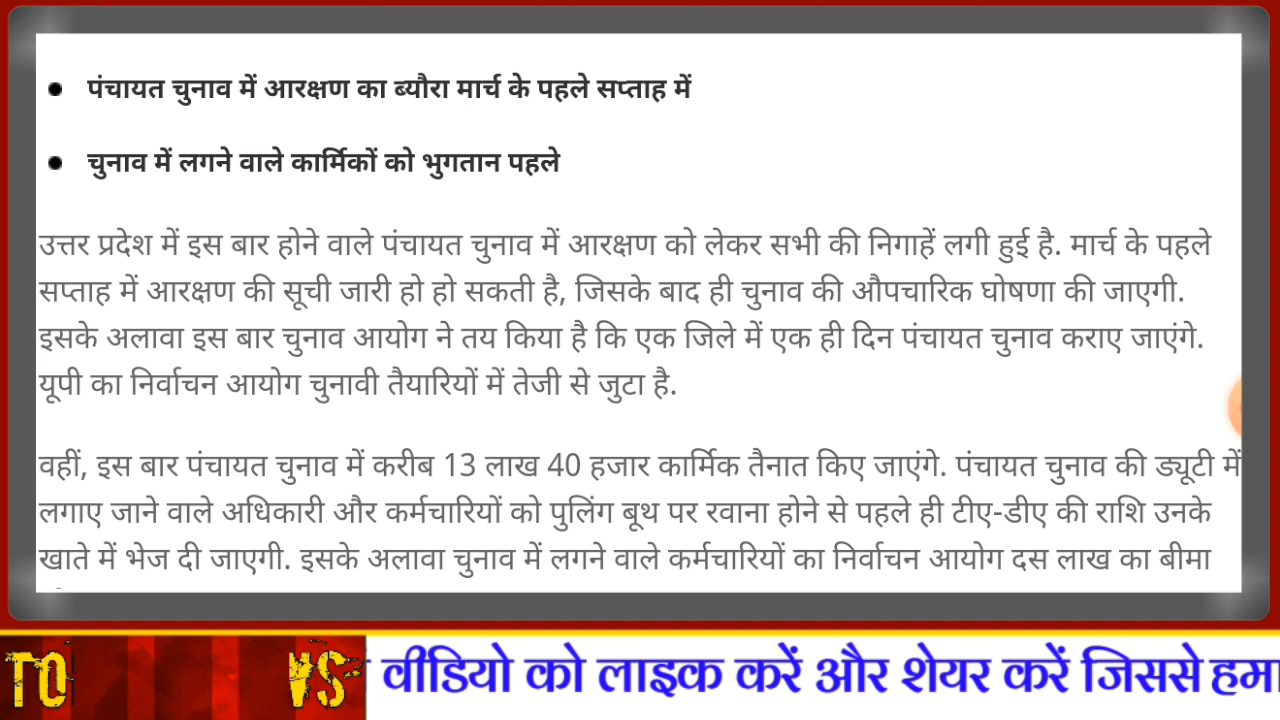 पंचायत चुनाव में आरक्षण का ब्यौरा मार्च के पहले सप्ताह में
चुनाव में लगने वाले कार्मिकों को भुगतान पहले
उत्तर प्रदेश में इस बार होने वाले पंचायत चुनाव में आरक्षण को लेकर सभी की निगाहें लगी हुई है. मार्च के पहले
सप्ताह में आरक्षण की सूची जारी हो हो सकती है, जिसके बाद ही चुनाव की औपचारिक घोषणा की जाएगी.
इसके अलावा इस बार चुनाव आयोग ने तय किया है कि एक जिले में एक ही दिन पंचायत चुनाव कराए जाएंगे.
यूपी का निर्वाचन आयोग चुनावी तैयारियों में तेजी से जुटा है.
वहीं, इस बार पंचायत चुनाव में करीब 13 लाख 40 हजार कार्मिक तैनात किए जाएंगे. पंचायत चुनाव की ड्यूटी में
लगाए जाने वाले अधिकारी और कर्मचारियों को पुलिंग बूथ पर रवाना होने से पहले ही टीए-डीए की राशि उनके
खाते में भेज दी जाएगी. इसके अलावा चुनाव में लगने वाले कर्मचारियों का निर्वाचन आयोग दस लाख का बीमा
TO VS वीडियो को लाइक करें और शेयर करें जिससे हमा